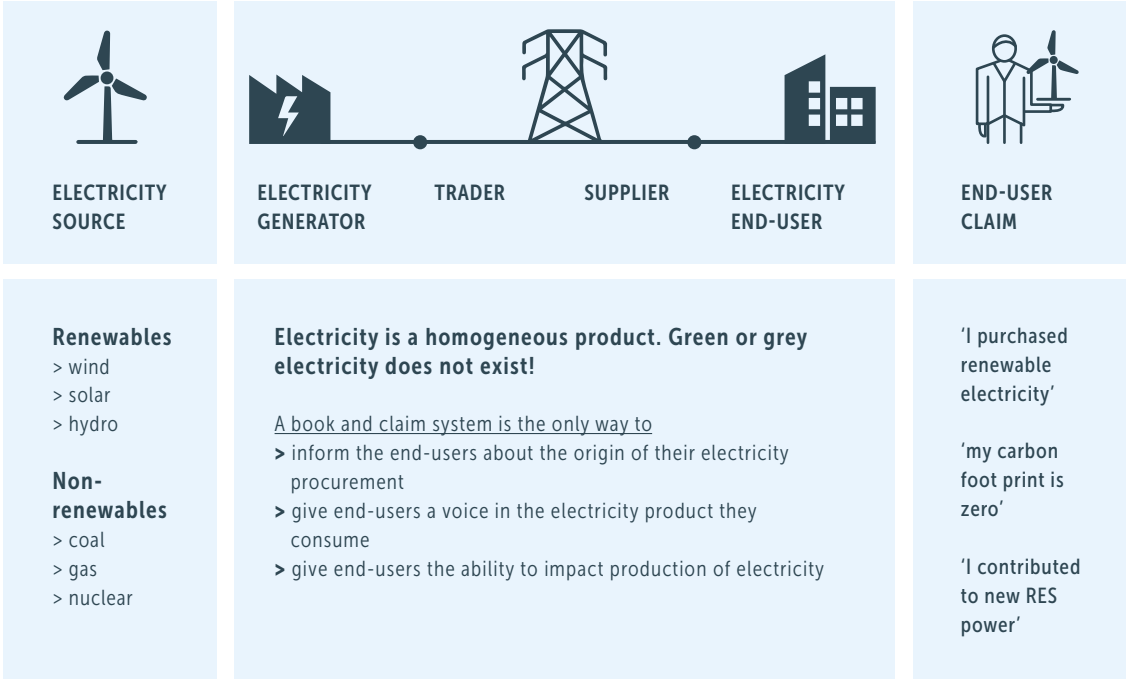 ELECTRICITY
SOURCE
ELECTRICITY
GENERATOR
TRADER
SUPPLIER
ELECTRICITY
END-USER
END-USER
CLAIM
Renewables
> wind
> solar
> hydro
Non-
renewables
> coal
> gas
> nuclear
Electricity is a homogeneous product. Green or grey
electricity does not exist!
A book and claim system is the only way to
> inform the end-users about the origin of their electricity
procurement
> give end-users a voice in the electricity product they
consume
> give end-users the ability to impact production of electricity
‘I purchased
renewable
electricity’
‘my carbon
foot print is
zero’
‘I contributed
to new RES
power’